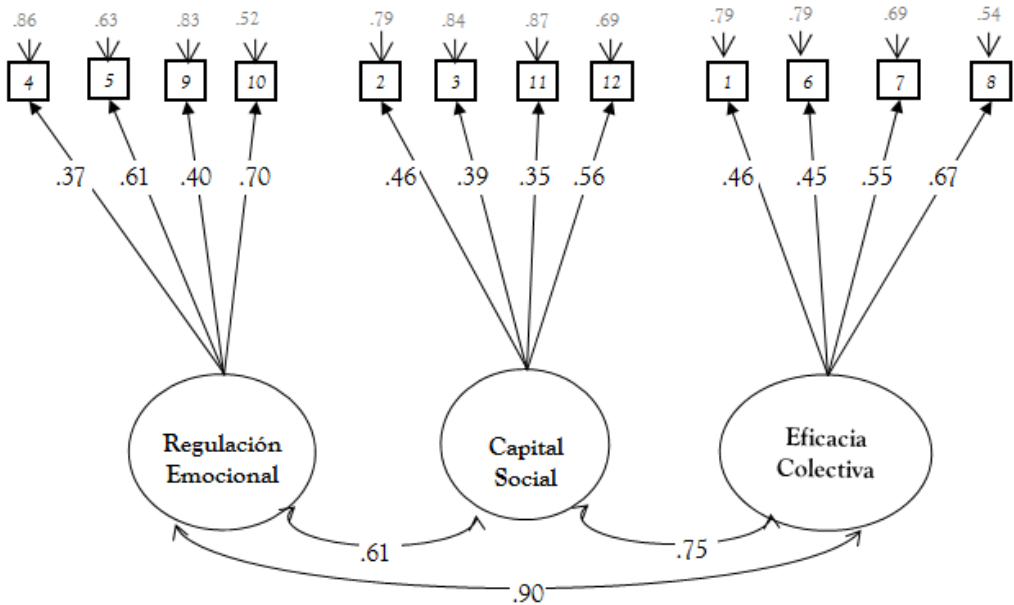 .86 .63 .83 .52 .79 .84 .87 .69 .79 .79 .69 .54
4 5 9 10 2 3 11 12 1 6 7 8
.37 .61 .40 .70 .46 .39 .35 .56 .46 .45 .55 .67
Regulación
Emocional
Capital
Social
Eficacia
Colectiva
.61 .75
.90